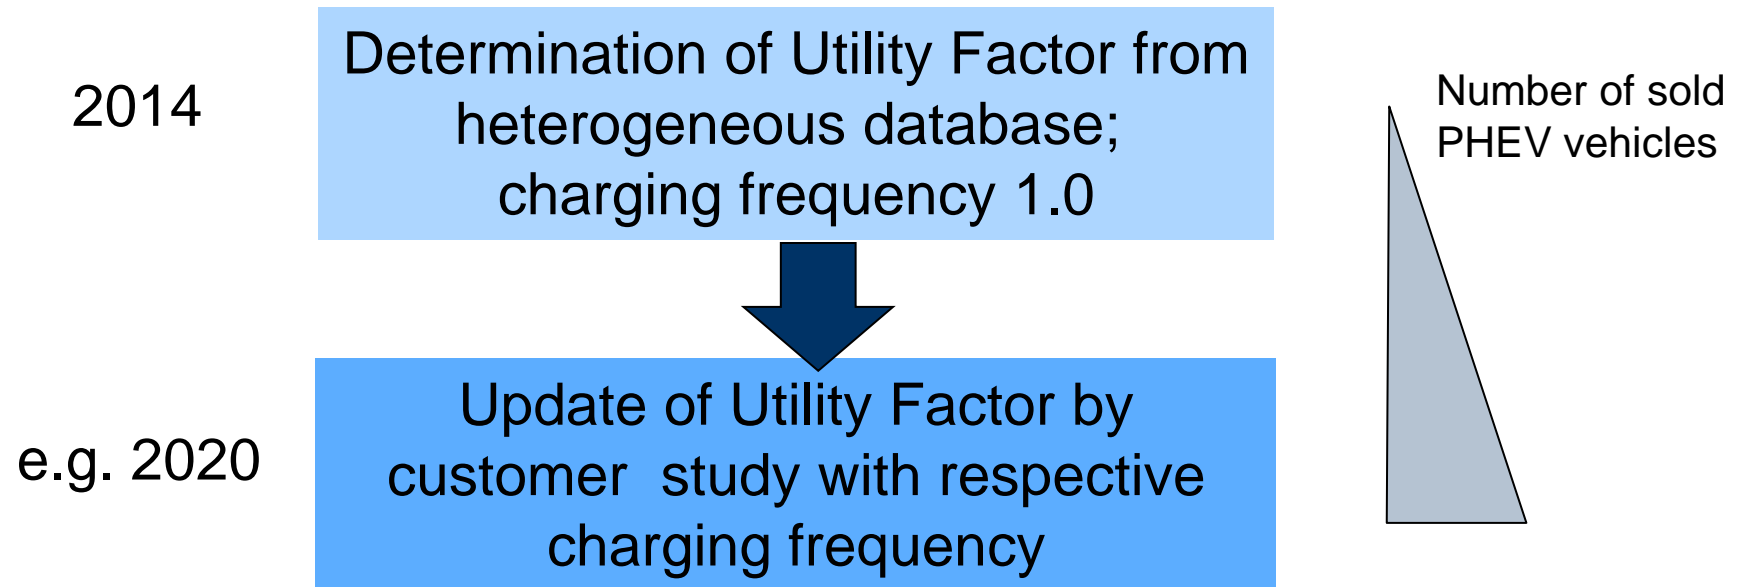 2014
Determination of Utility Factor from
heterogeneous database;
charging frequency 1.0
Number of sold
PHEV vehicles
e.g. 2020
Update of Utility Factor by
customer  study with respective
charging frequency